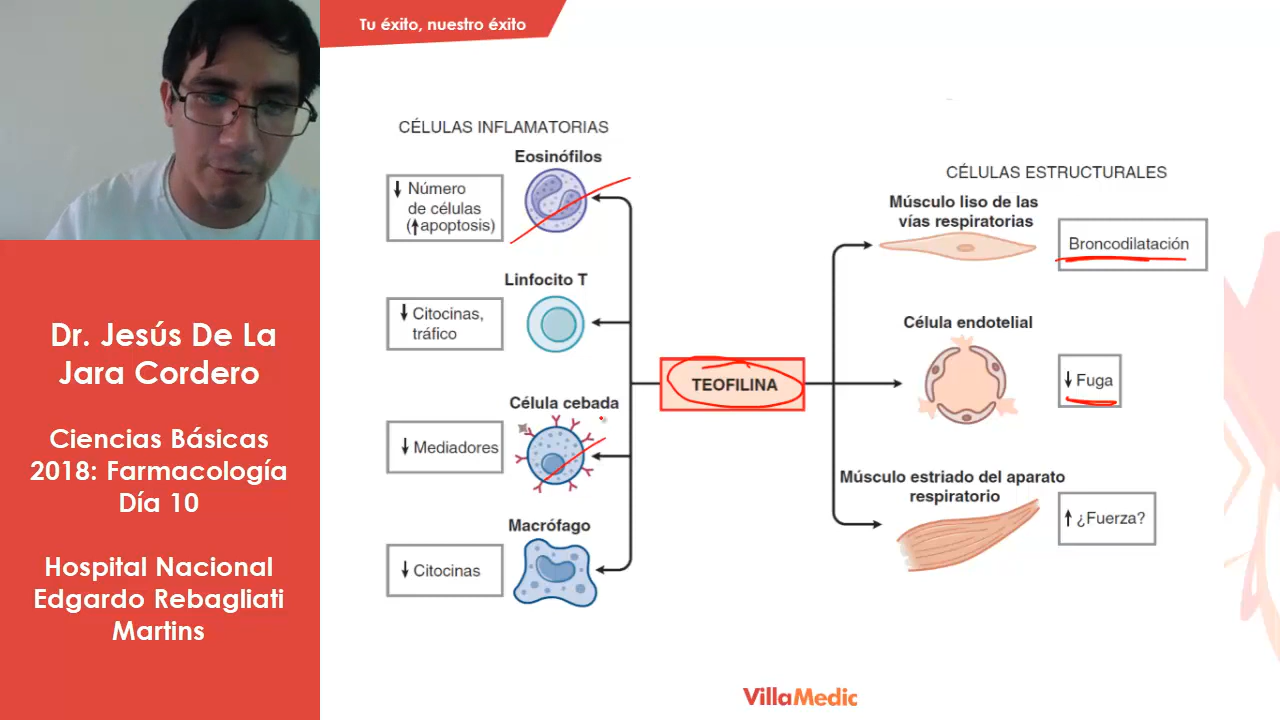 Tu éxito, nuestro éxito
Dr. Jesús De La
Jara Cordero
Ciencias Básicas
2018: Farmacología
Día 10
Hospital Nacional
Edgardo Rebagliati
Martins
CÉLULAS INFLAMATORIAS
Eosinófilos
↓ Número
de células
(↑apoptosis)
Linfocito T
↓ Citocinas,
tráfico
Célula cebada
↓ Mediadores
Macrófago
↓ Citocinas
TEOFILINA
CÉLULAS ESTRUCTURALES
Músculo liso de las
vías respiratorias
Broncodilatación
Célula endotelial
↓ Fuga
Músculo estriado del aparato
respiratorio
↑ ¿Fuerza?
VillaMedic